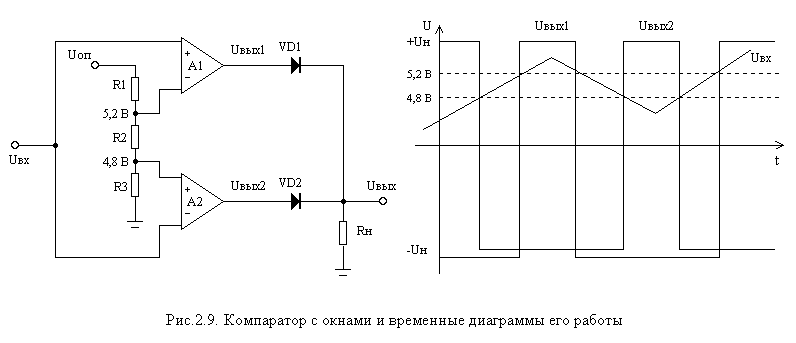 Uоп
R1
5,2 В
R2
4,8 В
R3
Uвх
+
A1
−
Uвых1
VD1
+
A2
−
Uвых2
VD2
Uвых
Rн
U
Uвых1
Uвых2
+Uн
Uвх
5,2 В
4,8 В
t
-Uн
Рис.2.9. Компаратор с окнами и временные диаграммы его работы